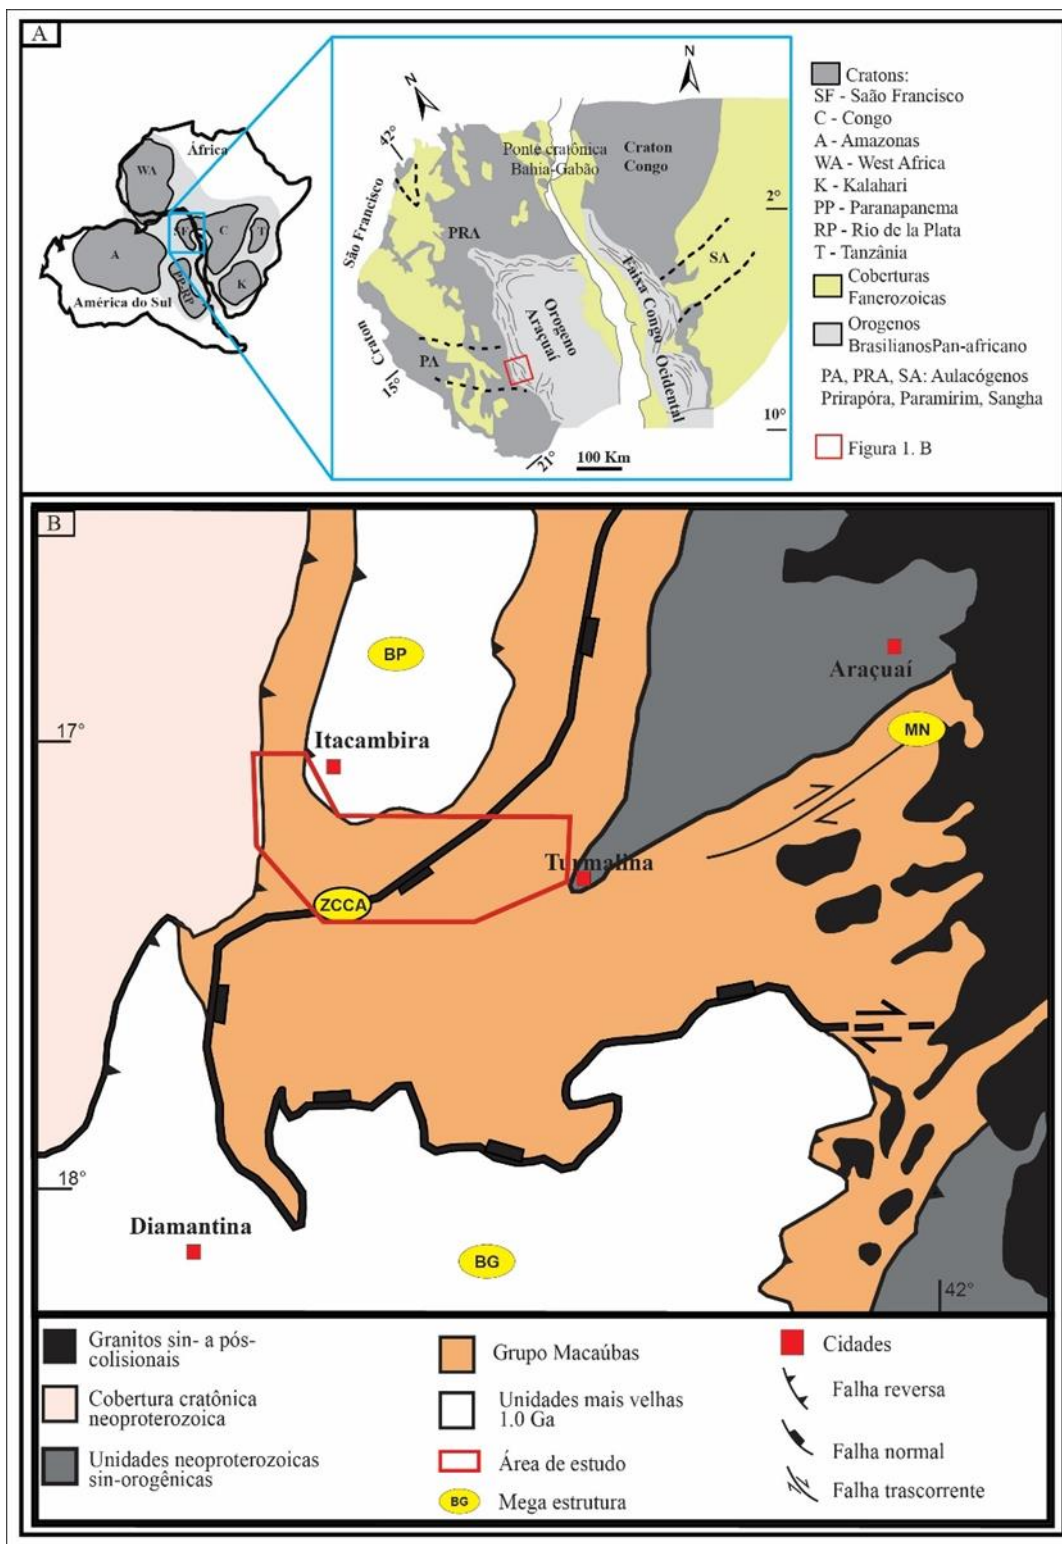 A
África
WA
SF
C
T
A
K
PP-RP
América do Sul
N
N
42°
Ponte cratônica
Bahia-Gabão
Craton
Congo
2°
São Francisco
PRA
SA
Faixa Congo
Orogeno
Araçuaí
Craton
PA
Ocidental
15°
10°
21°
100 Km
Cratons:
SF - Saão Francisco
C - Congo
A - Amazonas
WA - West Africa
K - Kalahari
PP - Paranapanema
RP - Rio de la Plata
T - Tanzânia
Coberturas
Fanerozoicas
Orogenos
BrasilianosPan-africano
PA, PRA, SA: Aulacógenos
Prirapóra, Paramirim, Sangha
Figura 1. B
B
BP
Araçuaí
17°
Itacambira
MN
Turmalina
ZCCA
18°
Diamantina
BG
42°
Granitos sin- a pós-
colisionais
Cobertura cratônica
neoproterozoica
Unidades neoproterozoicas
sin-orogênicas
Grupo Macaúbas
Unidades mais velhas
1.0 Ga
Área de estudo
BG
Mega estrutura
Cidades
Falha reversa
Falha normal
Falha trascorrente